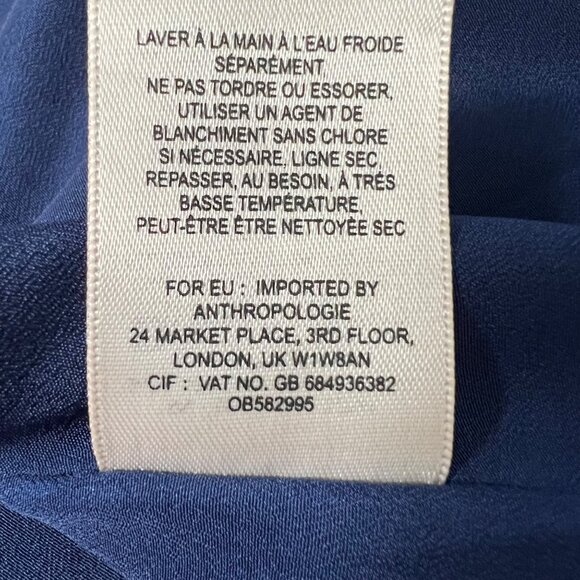 LAVER À LA MAIN À L'EAU FROIDE
SÉPARÉMENT
NE PAS TORDRE OU ESSORER,
UTILISER UN AGENT DE
BLANCHIMENT SANS CHLORE
SI NÉCESSAIRE, LIGNE SEC,
REPASSER, AU BESOIN, À TRÉS
BASSE TEMPÉRATURE,
PEUT-ÊTRE ÊTRE NETTOYÉE SEC
FOR EU : IMPORTED BY
ANTHROPOLOGIE
24 MARKET PLACE, 3RD FLOOR,
LONDON, UK W1W8AN
CIF : VAT NO. GB 684936382
OB582995